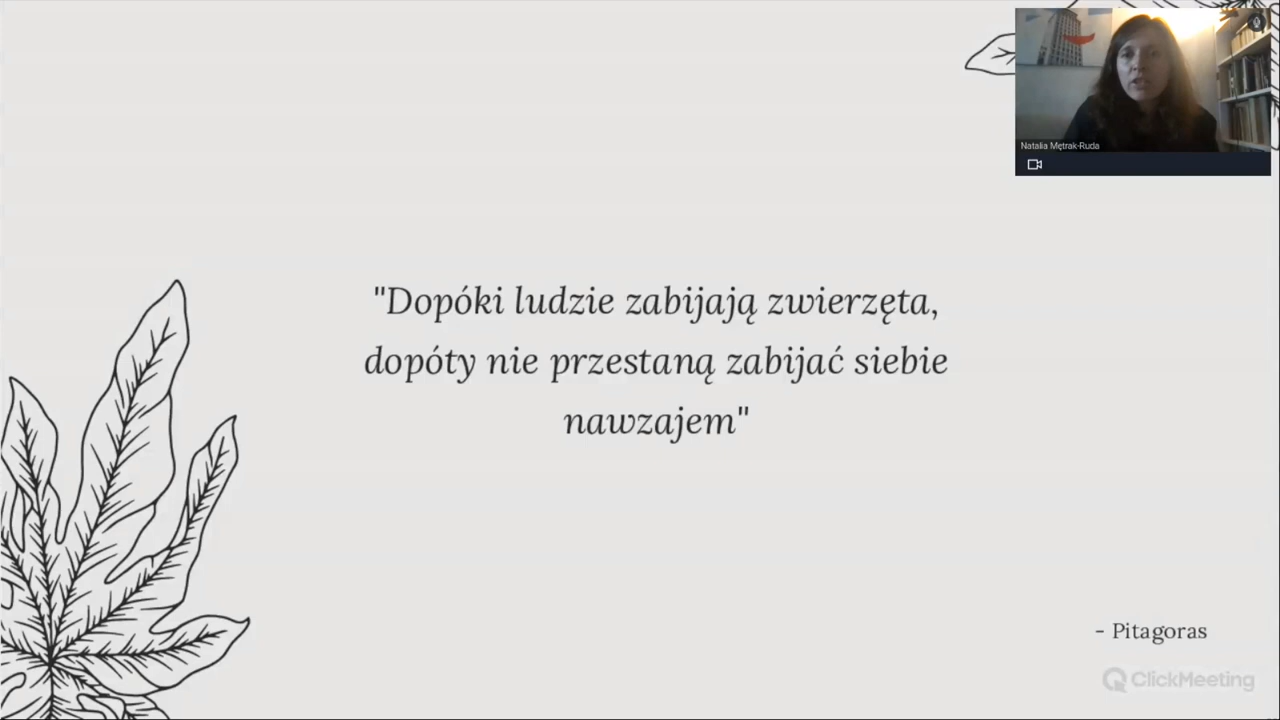 Natalia Mętrak-Ruda
"Dopóki ludzie zabijają zwierzęta,
dopóty nie przestaną zabijać siebie
nawzajem"
- Pitagoras
ClickMeeting